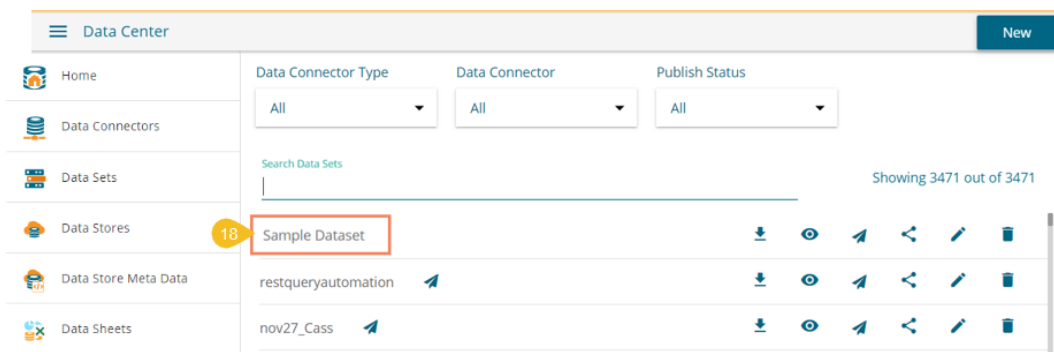 Data Center
New
Home
Data Connectors
Data Sets
Data Stores
Data Store Meta Data
Data Sheets
Data Connector Type
Data Connector
Publish Status
All
All
All
Search Data Sets
Showing 3471 out of 3471
18
Sample Dataset
restqueryautomation
nov27_Cass